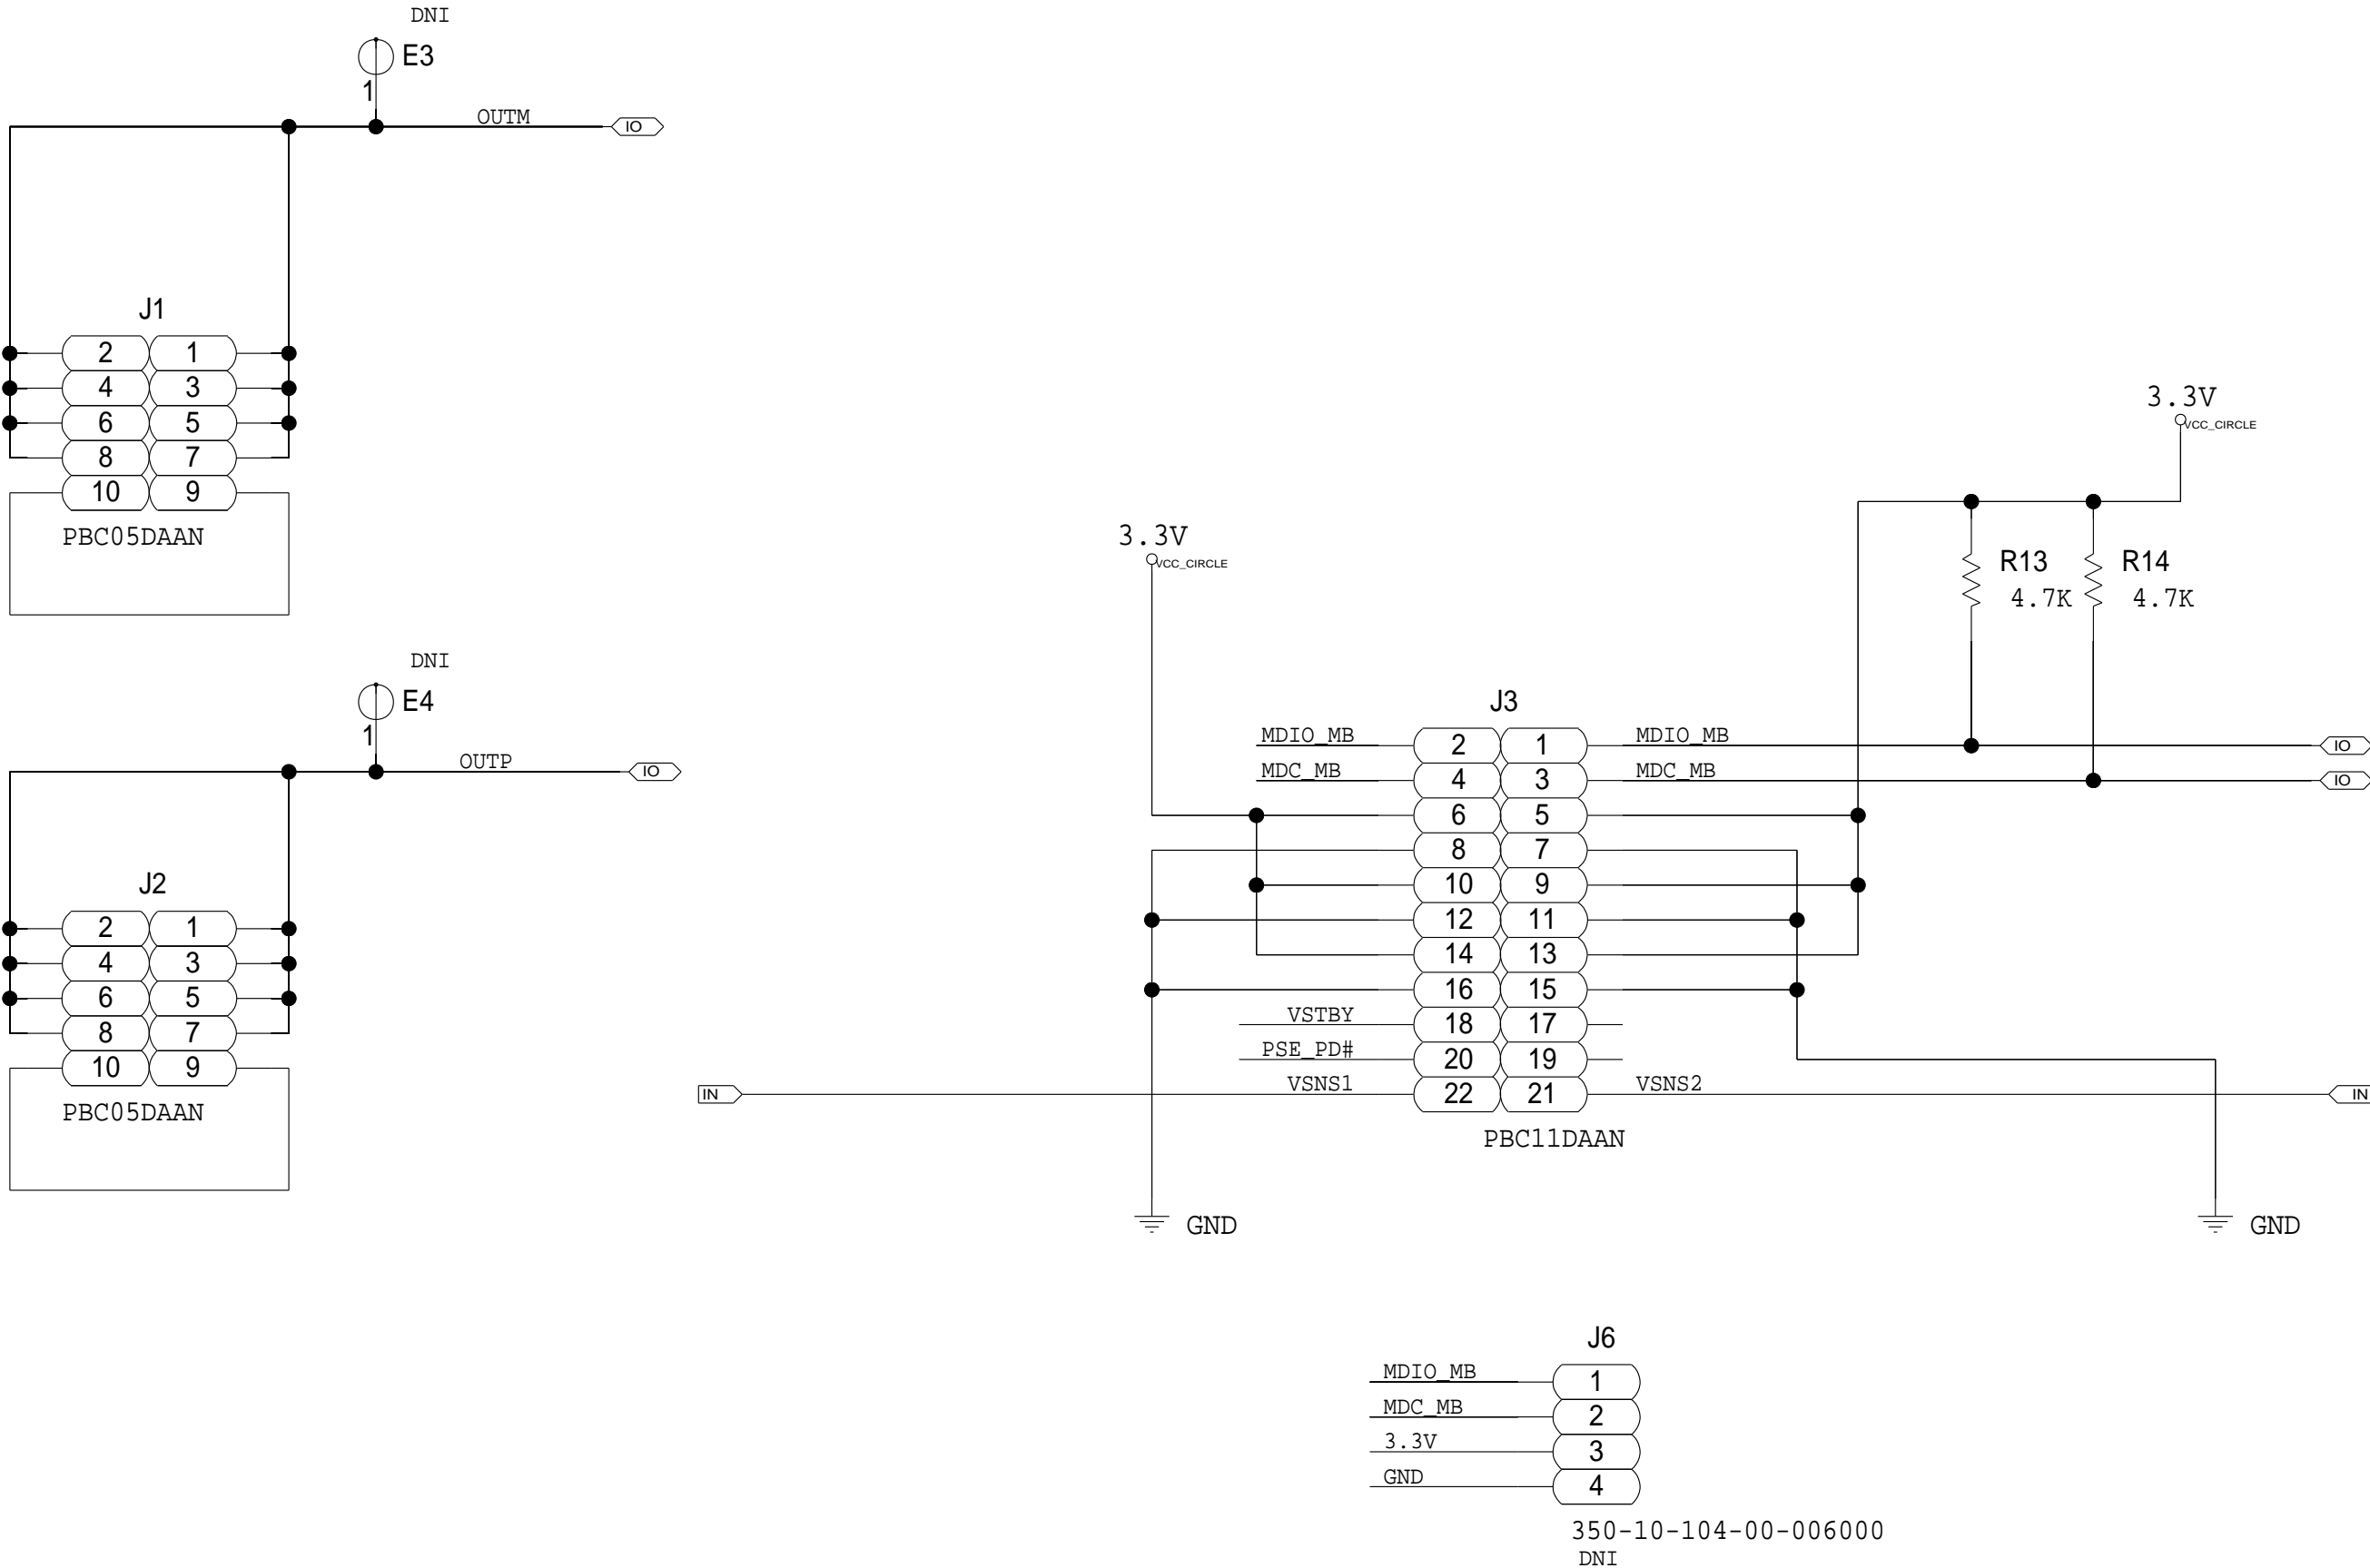 DNI
E3
1
OUTM
IO
J1
2 1
4 3
6 5
8 7
10 9
PBC05DAAN
DNI
E4
1
OUTP
IO
J2
2 1
4 3
6 5
8 7
10 9
PBC05DAAN
3.3V
VCC_CIRCLE
3.3V
VCC_CIRCLE
R13
4.7K
R14
4.7K
J3
MDIO_MB 2 1 MDIO_MB IO
MDC_MB 4 3 MDC_MB IO
6 5
8 7
10 9
12 11
14 13
16 15
VSTBY 18 17
PSE_PD# 20 19
IN VSNS1 22 21 VSNS2 IN
PBC11DAAN
GND
GND
J6
MDIO_MB 1
MDC_MB 2
3.3V 3
GND 4
350-10-104-00-006000
DNI